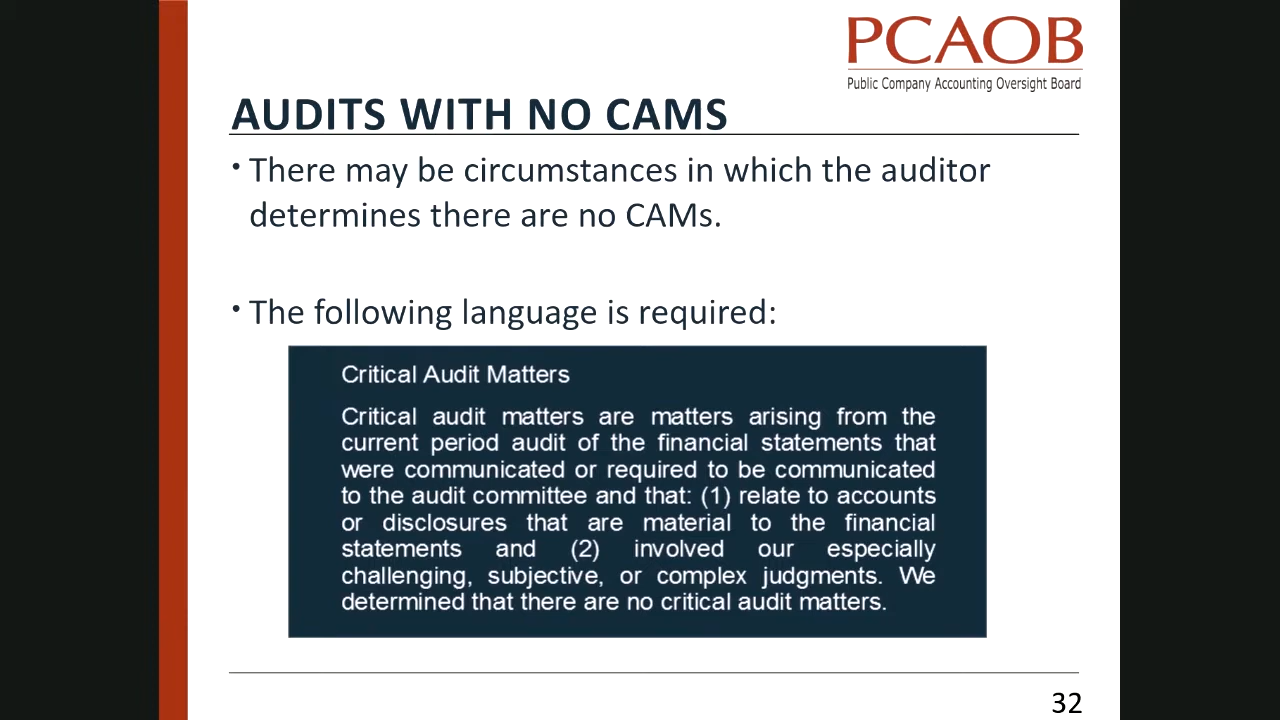 PCAOB
Public Company Accounting Oversight Board
AUDITS WITH NO CAMS
• There may be circumstances in which the auditor
determines there are no CAMs.
• The following language is required:
Critical Audit Matters
Critical audit matters are matters arising from the
current period audit of the financial statements that
were communicated or required to be communicated
to the audit committee and that: (1) relate to accounts
or disclosures that are material to the financial
statements and (2) involved our especially
challenging, subjective, or complex judgments. We
determined that there are no critical audit matters.
32